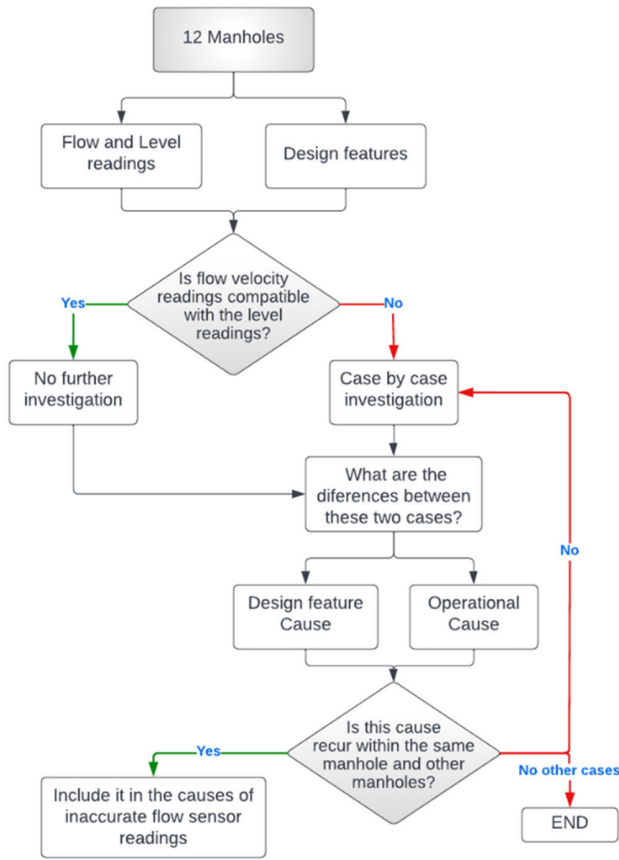 12 Manholes
Flow and Level
readings
Design features
Is flow velocity
readings compatible
with the level
readings?
Yes
No
No further
investigation
Case by case
investigation
What are the
diferences between
these two cases?
No
Design feature
Cause
Operational
Cause
Is this cause
recur within the same
manhole and other
manholes?
Yes
No other cases
Include it in the causes of
inaccurate flow sensor
readings
END